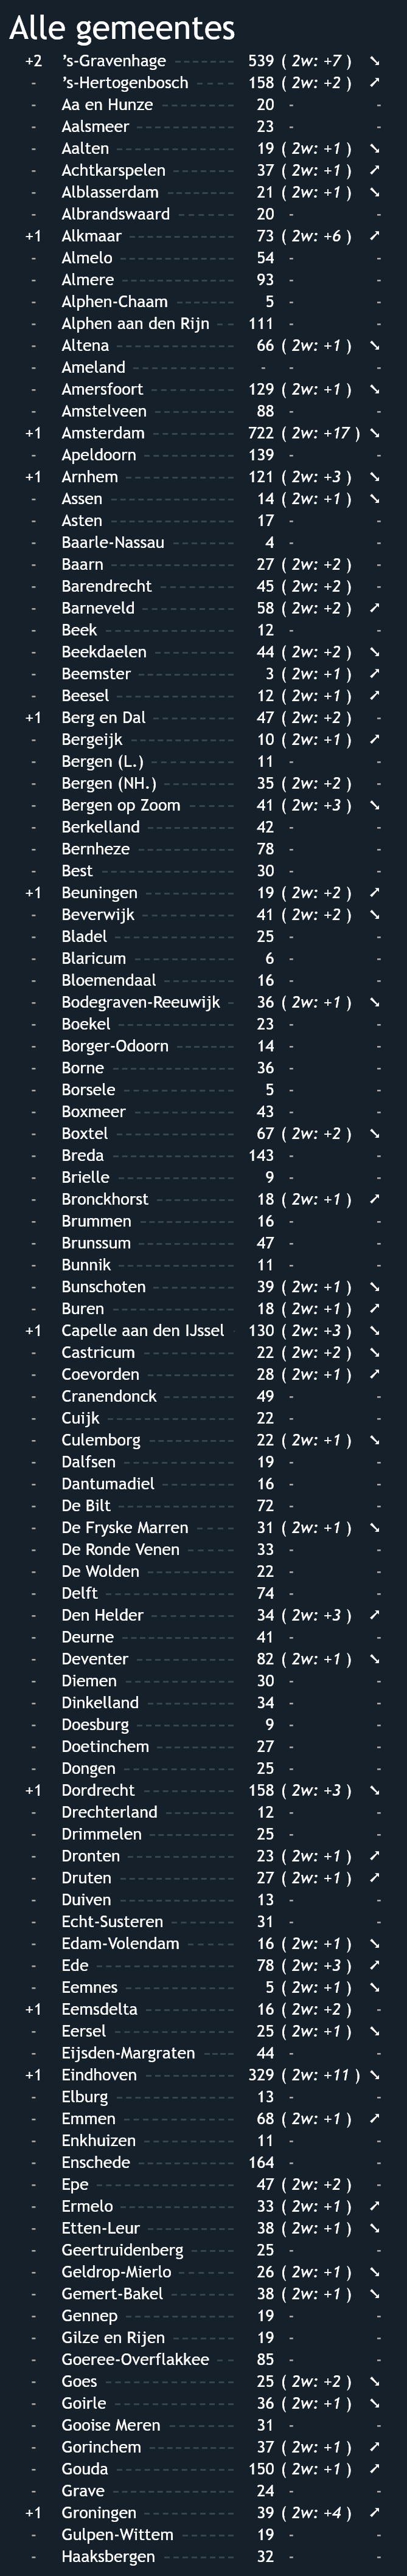 Alle gemeentes
+2 ’s-Gravenhage 539 ( 2w: +7 ) ↘
- ’s-Hertogenbosch 158 ( 2w: +2 ) ↗
- Aa en Hunze 20 - -
- Aalsmeer 23 - -
- Aalten 19 ( 2w: +1 ) ↘
- Achtkarspelen 37 ( 2w: +1 ) ↗
- Alblasserdam 21 ( 2w: +1 ) ↘
- Albrandswaard 20 - -
+1 Alkmaar 73 ( 2w: +6 ) ↗
- Almelo 54 - -
- Almere 93 - -
- Alphen-Chaam 5 - -
- Alphen aan den Rijn 111 - -
- Altena 66 ( 2w: +1 ) ↘
- Ameland - - -
- Amersfoort 129 ( 2w: +1 ) ↘
- Amstelveen 88 - -
+1 Amsterdam 722 ( 2w: +17 ) ↘
- Apeldoorn 139 - -
+1 Arnhem 121 ( 2w: +3 ) ↘
- Assen 14 ( 2w: +1 ) ↘
- Asten 17 - -
- Baarle-Nassau 4 - -
- Baarn 27 ( 2w: +2 ) -
- Barendrecht 45 ( 2w: +2 ) -
- Barneveld 58 ( 2w: +2 ) ↗
- Beek 12 - -
- Beekdaelen 44 ( 2w: +2 ) ↘
- Beemster 3 ( 2w: +1 ) ↗
- Beesel 12 ( 2w: +1 ) ↗
+1 Berg en Dal 47 ( 2w: +2 ) -
- Bergeijk 10 ( 2w: +1 ) ↗
- Bergen (L.) 11 - -
- Bergen (NH.) 35 ( 2w: +2 ) -
- Bergen op Zoom 41 ( 2w: +3 ) ↘
- Berkelland 42 - -
- Bernheze 78 - -
- Best 30 - -
+1 Beuningen 19 ( 2w: +2 ) ↗
- Beverwijk 41 ( 2w: +2 ) ↘
- Bladel 25 - -
- Blaricum 6 - -
- Bloemendaal 16 - -
- Bodegraven-Reeuwijk 36 ( 2w: +1 ) ↘
- Boekel 23 - -
- Borger-Odoorn 14 - -
- Borne 36 - -
- Borsele 5 - -
- Boxmeer 43 - -
- Boxtel 67 ( 2w: +2 ) ↘
- Breda 143 - -
- Brielle 9 - -
- Bronckhorst 18 ( 2w: +1 ) ↗
- Brummen 16 - -
- Brunssum 47 - -
- Bunnik 11 - -
- Bunschoten 39 ( 2w: +1 ) ↘
- Buren 18 ( 2w: +1 ) ↗
+1 Capelle aan den IJssel 130 ( 2w: +3 ) ↘
- Castricum 22 ( 2w: +2 ) ↘
- Coevorden 28 ( 2w: +1 ) ↗
- Cranendonck 49 - -
- Cuijk 22 - -
- Culemborg 22 ( 2w: +1 ) ↘
- Dalfsen 19 - -
- Dantumadiel 16 - -
- De Bilt 72 - -
- De Fryske Marren 31 ( 2w: +1 ) ↘
- De Ronde Venen 33 - -
- De Wolden 22 - -
- Delft 74 - -
- Den Helder 34 ( 2w: +3 ) ↗
- Deurne 41 - -
- Deventer 82 ( 2w: +1 ) ↘
- Diemen 30 - -
- Dinkelland 34 - -
- Doesburg 9 - -
- Doetinchem 27 - -
- Dongen 25 - -
+1 Dordrecht 158 ( 2w: +3 ) ↘
- Drechterland 12 - -
- Drimmelen 25 - -
- Dronten 23 ( 2w: +1 ) ↗
- Druten 27 ( 2w: +1 ) ↗
- Duiven 13 - -
- Echt-Susteren 31 - -
- Edam-Volendam 16 ( 2w: +1 ) ↘
- Ede 78 ( 2w: +3 ) ↗
- Eemnes 5 ( 2w: +1 ) ↘
+1 Eemsdelta 16 ( 2w: +2 ) -
- Eersel 25 ( 2w: +1 ) ↘
- Eijsden-Margraten 44 - -
+1 Eindhoven 329 ( 2w: +11 ) ↘
- Elburg 13 - -
- Emmen 68 ( 2w: +1 ) ↗
- Enkhuizen 11 - -
- Enschede 164 - -
- Epe 47 ( 2w: +2 ) -
- Ermelo 33 ( 2w: +1 ) ↗
- Etten-Leur 38 ( 2w: +1 ) ↘
- Geertruidenberg 25 - -
- Geldrop-Mierlo 26 ( 2w: +1 ) ↘
- Gemert-Bakel 38 ( 2w: +1 ) ↘
- Gennep 19 - -
- Gilze en Rijen 19 - -
- Goeree-Overflakkee 85 - -
- Goes 25 ( 2w: +2 ) ↘
- Goirle 36 ( 2w: +1 ) ↘
- Gooise Meren 31 - -
- Gorinchem 37 ( 2w: +1 ) ↗
- Gouda 150 ( 2w: +1 ) ↗
- Grave 24 - -
+1 Groningen 39 ( 2w: +4 ) ↗
- Gulpen-Wittem 19 - -
- Haaksbergen 32 - -